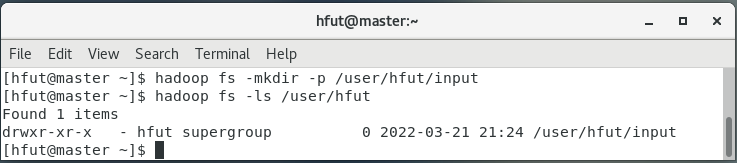 hfut@master:~
File Edit View Search Terminal Help
[hfut@master ~]$ hadoop fs -mkdir -p /user/hfut/input
[hfut@master ~]$ hadoop fs -ls /user/hfut
Found 1 items
drwxr-xr-x   - hfut supergroup          0 2022-03-21 21:24 /user/hfut/input
[hfut@master ~]$